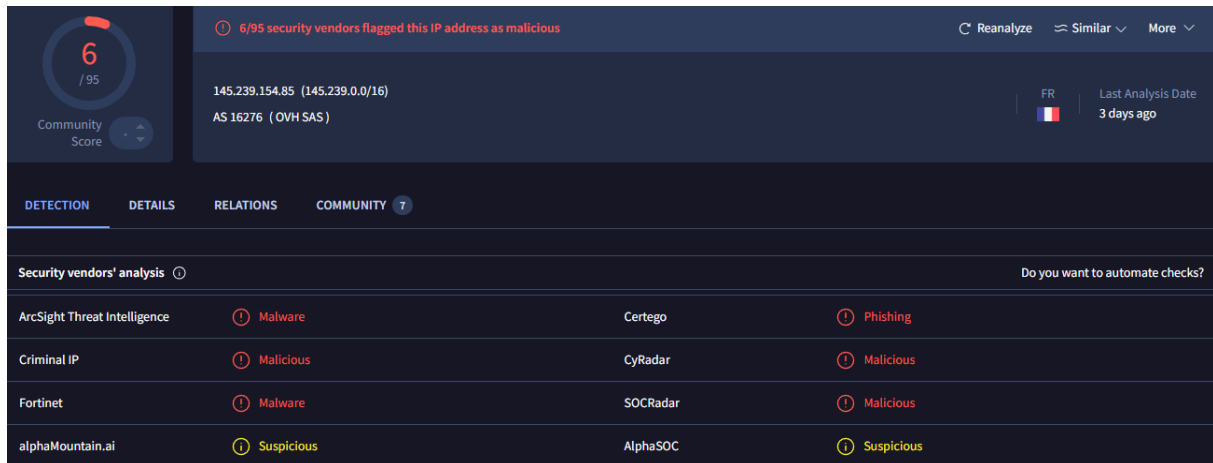 6/95 security vendors flagged this IP address as malicious
Reanalyze Similar More
6
/ 95
Community
Score
145.239.154.85 (145.239.0.0/16)
AS 16276 ( OVH SAS )
FR
Last Analysis Date
3 days ago
DETECTION DETAILS RELATIONS COMMUNITY 7
Security vendors' analysis Do you want to automate checks?
ArcSight Threat Intelligence Malware Certego Phishing
Criminal IP Malicious CyRadar Malicious
Fortinet Malware SOCRadar Malicious
alphaMountain.ai Suspicious AlphaSOC Suspicious